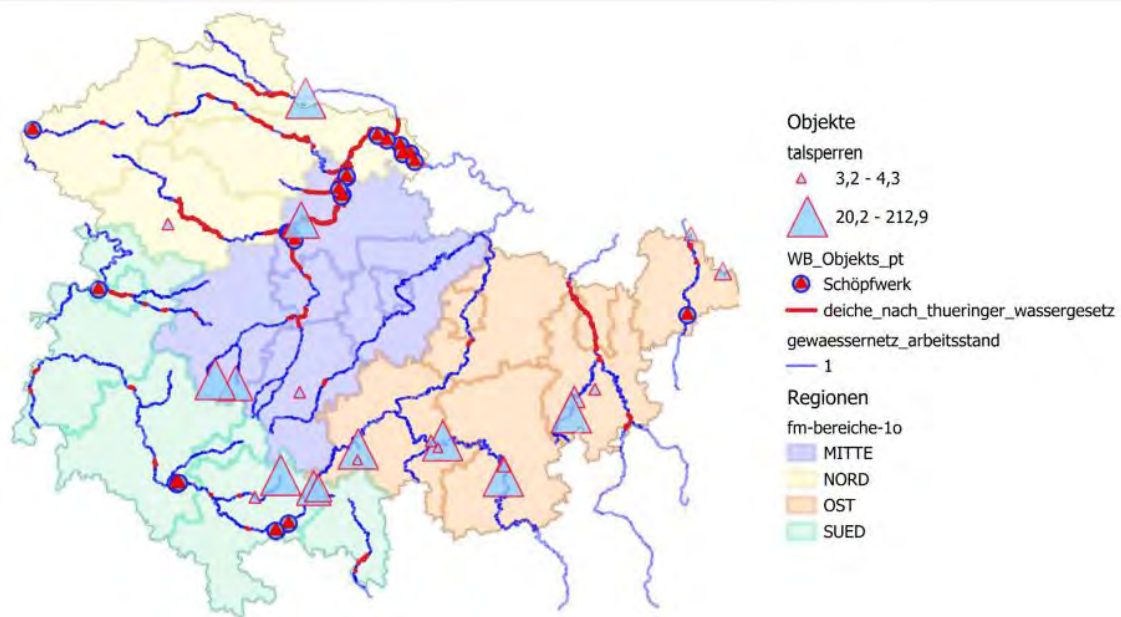 Objekte
talsperren
3,2 - 4,3
20,2 - 212,9
WB_Objekts_pt
Schöpfwerk
deiche_nach_thueringer_wassergesetz
gewaessernetz_arbeitsstand
1
Regionen
fm-bereiche-1o
MITTE
NORD
OST
SUED